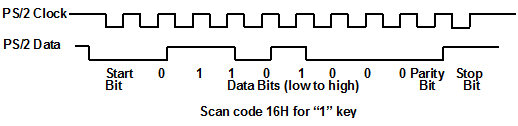 PS/2 Clock
PS/2 Data
Start Bit 0 1 1 0 1 0 0 0 Parity Bit Stop Bit
Data Bits (low to high)
Scan code 16H for “1” key